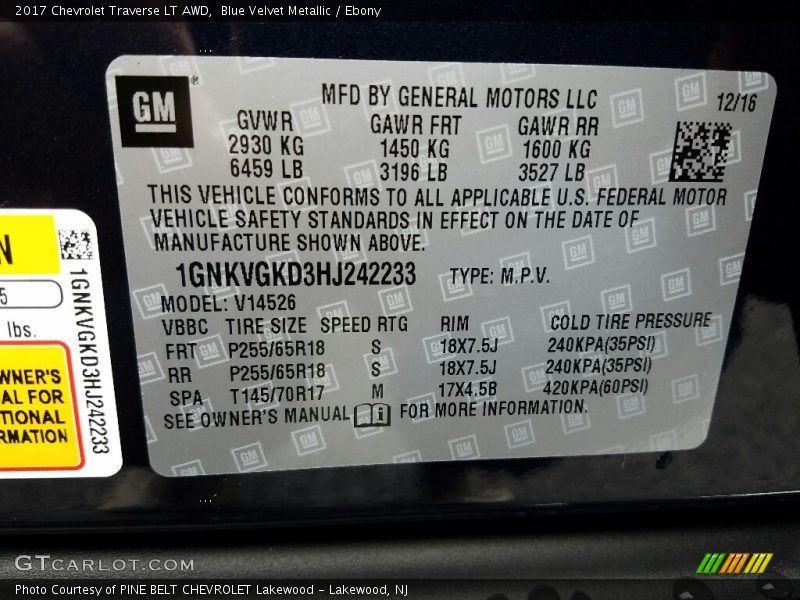 2017 Chevrolet Traverse LT AWD, Blue Velvet Metallic / Ebony
GM
MFD BY GENERAL MOTORS LLC
12/16
GVWR GAWR FRT GAWR RR
2930 KG 1450 KG 1600 KG
6459 LB 3196 LB 3527 LB
THIS VEHICLE CONFORMS TO ALL APPLICABLE U.S. FEDERAL MOTOR
VEHICLE SAFETY STANDARDS IN EFFECT ON THE DATE OF
MANUFACTURE SHOWN ABOVE.
1GNKVGKD3HJ242233 TYPE: M.P.V.
MODEL: V14526
VBBC TIRE SIZE SPEED RTG RIM COLD TIRE PRESSURE
FRT P255/65R18 S 18X7.5J 240KPA(35PSI)
RR P255/65R18 S 18X7.5J 240KPA(35PSI)
SPA T145/70R17 M 17X4.5B 420KPA(60PSI)
SEE OWNER'S MANUAL FOR MORE INFORMATION.
N
5
lbs.
WNER'S
AL FOR
TIONAL
RMATION
1GNKVGKD3HJ242233
GTCARLOT.COM
Photo Courtesy of PINE BELT CHEVROLET Lakewood - Lakewood, NJ